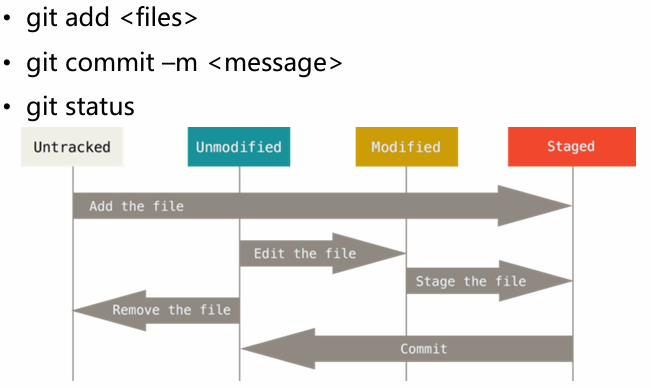 • git add <files>
• git commit –m <message>
• git status
Untracked
Unmodified
Modified
Staged
Add the file
Edit the file
Stage the file
Remove the file
Commit